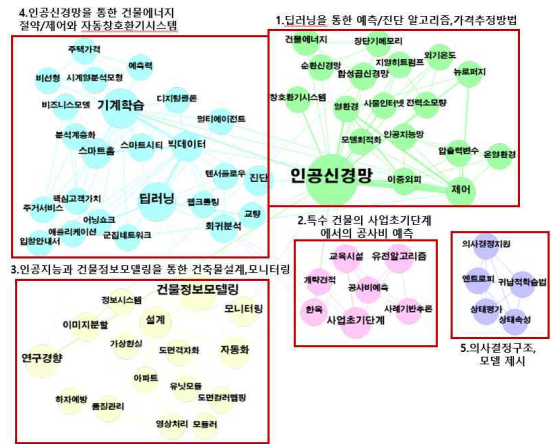 4.인공신경망을 통한 건물에너지
절약/제어와 자동창호환기시스템
1.딥러닝을 통한 예측/진단 알고리즘,가격추정방법
주택가격
예측력
비선형
시계열분석모형
비즈니스모델
기계학습
디지털클론
멀티에이전트
분석계층화
스마트홈
스마트시티
빅데이터
텐서플로우
진단
핵심고객가치
주거서비스
딥러닝
웹크롤링
교량
어닝쇼크
애플리케이션
회귀분석
입장안내서
군집네트워크
건물에너지
장단기메모리
순환신경망
지열히트펌프
외기온도
합성곱신경망
뉴로퍼지
창호환기시스템
열환경
사물인터넷
전력소모량
모델최적화
인공지능망
압출력변수
온열환경
인공신경망
이중외피
제어
2.특수 건물의 사업초기단계
에서의 공사비 예측
교육시설
유전알고리즘
개략견적
공사비예측
한옥
사업초기단계
사례기반추론
의사결정지원
엔트로피
귀납적학습법
상태평가
상태속성
5.의사결정구조,
모델 제시
3.인공지능과 건물정보모델링을 통한 건축물설계,모니터링
건물정보모델링
정보시스템
모니터링
이미지분할
설계
가상현실
도면격자화
자동화
연구경향
아파트
유닛모듈
도면컬러맵핑
하자예방
품질관리
영상처리
모듈러